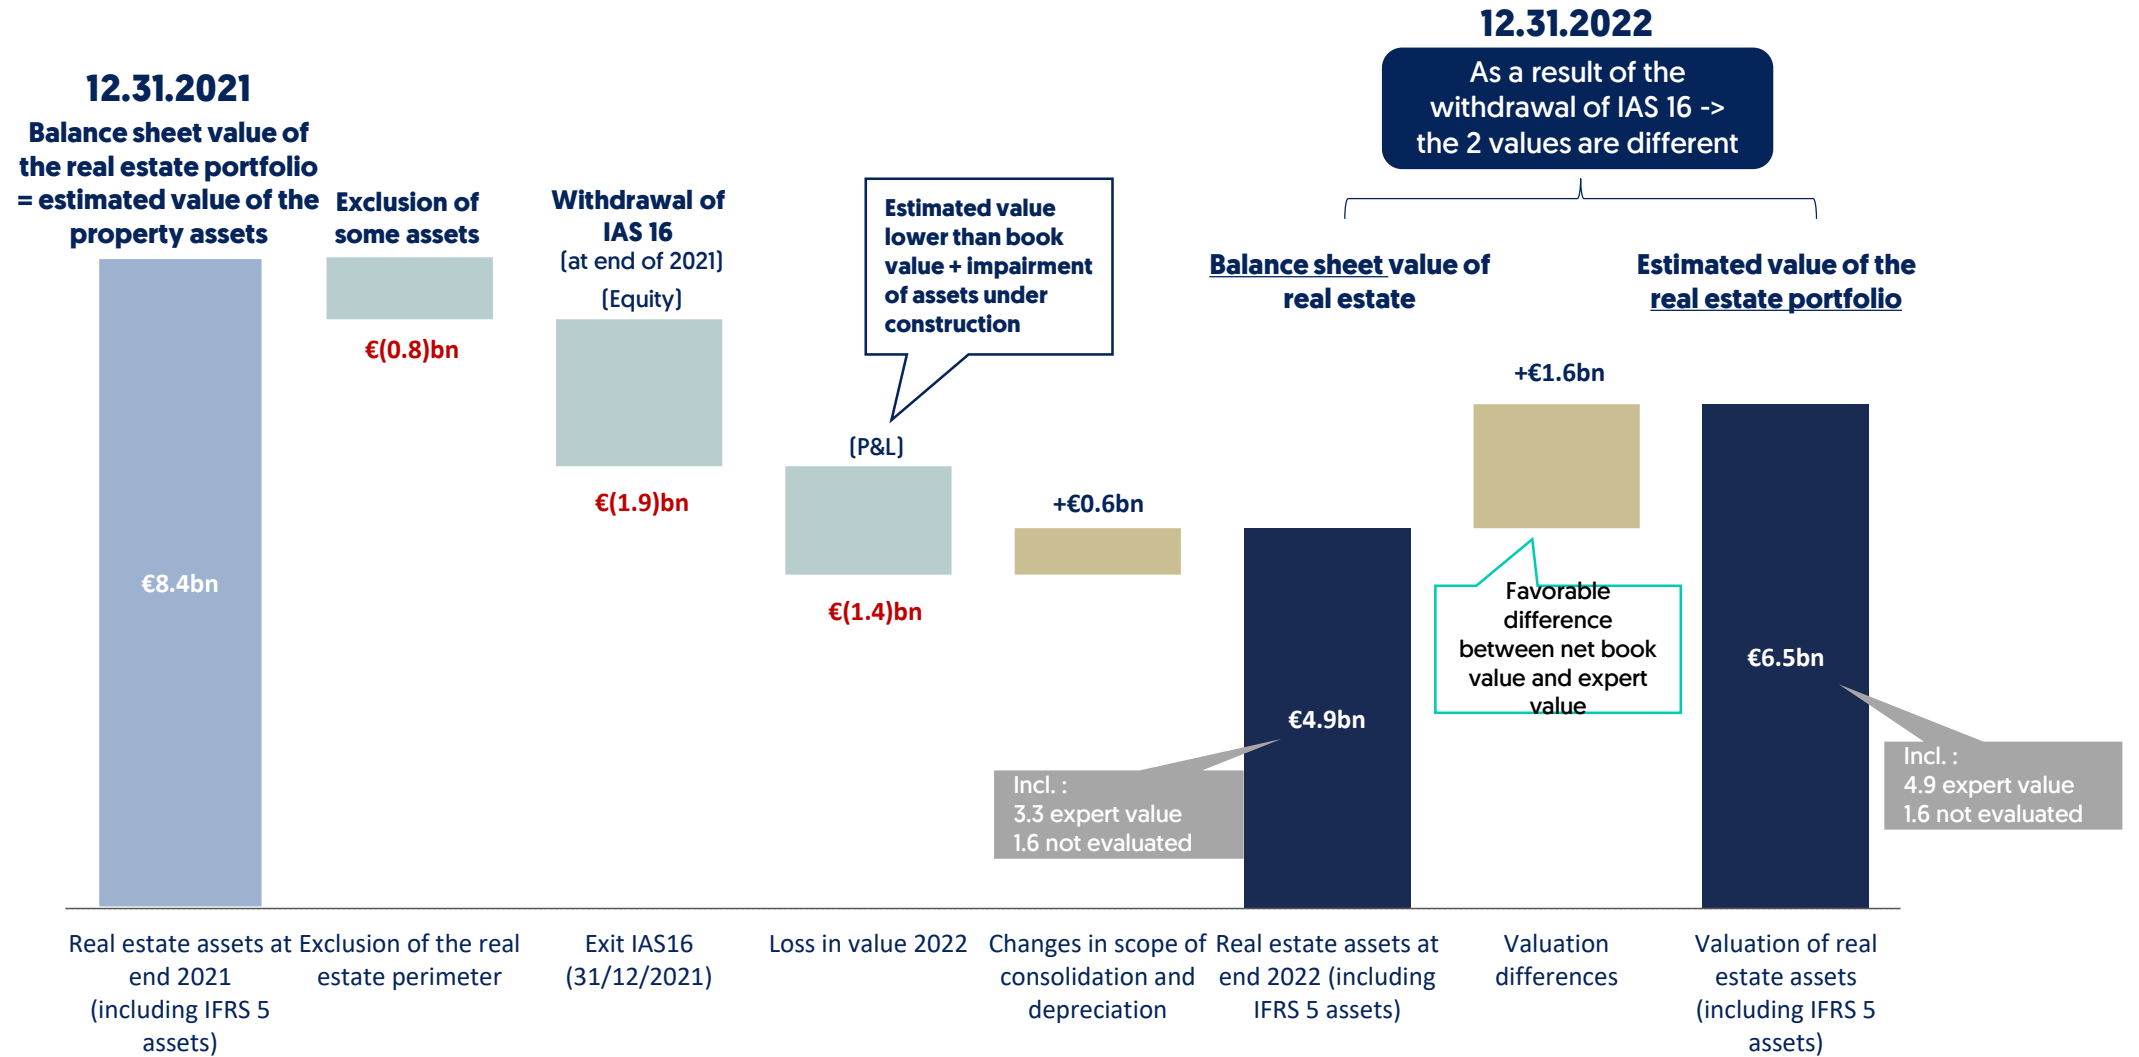 12.31.2021
Balance sheet value of
the real estate portfolio
= estimated value of the
property assets
Exclusion of
some assets
Withdrawal of
IAS 16
(at end of 2021)
(Equity)
Estimated value
lower than book
value + impairment
of assets under
construction
(P&L)
12.31.2022
As a result of the
withdrawal of IAS 16 ->
the 2 values are different
Balance sheet value of
real estate
Estimated value of the
real estate portfolio
€8.4bn
€(0.8)bn
€(1.9)bn
€(1.4)bn
+€0.6bn
€4.9bn
+€1.6bn
€6.5bn
Favorable
difference
between net book
value and expert
value
Incl. :
3.3 expert value
1.6 not evaluated
Incl. :
4.9 expert value
1.6 not evaluated
Real estate assets at
end 2021
(including IFRS 5
assets)
Exclusion of the real
estate perimeter
Exit IAS16
(31/12/2021)
Loss in value 2022
Changes in scope of
consolidation and
depreciation
Real estate assets at
end 2022 (including
IFRS 5 assets)
Valuation
differences
Valuation of real
estate assets
(including IFRS 5
assets)